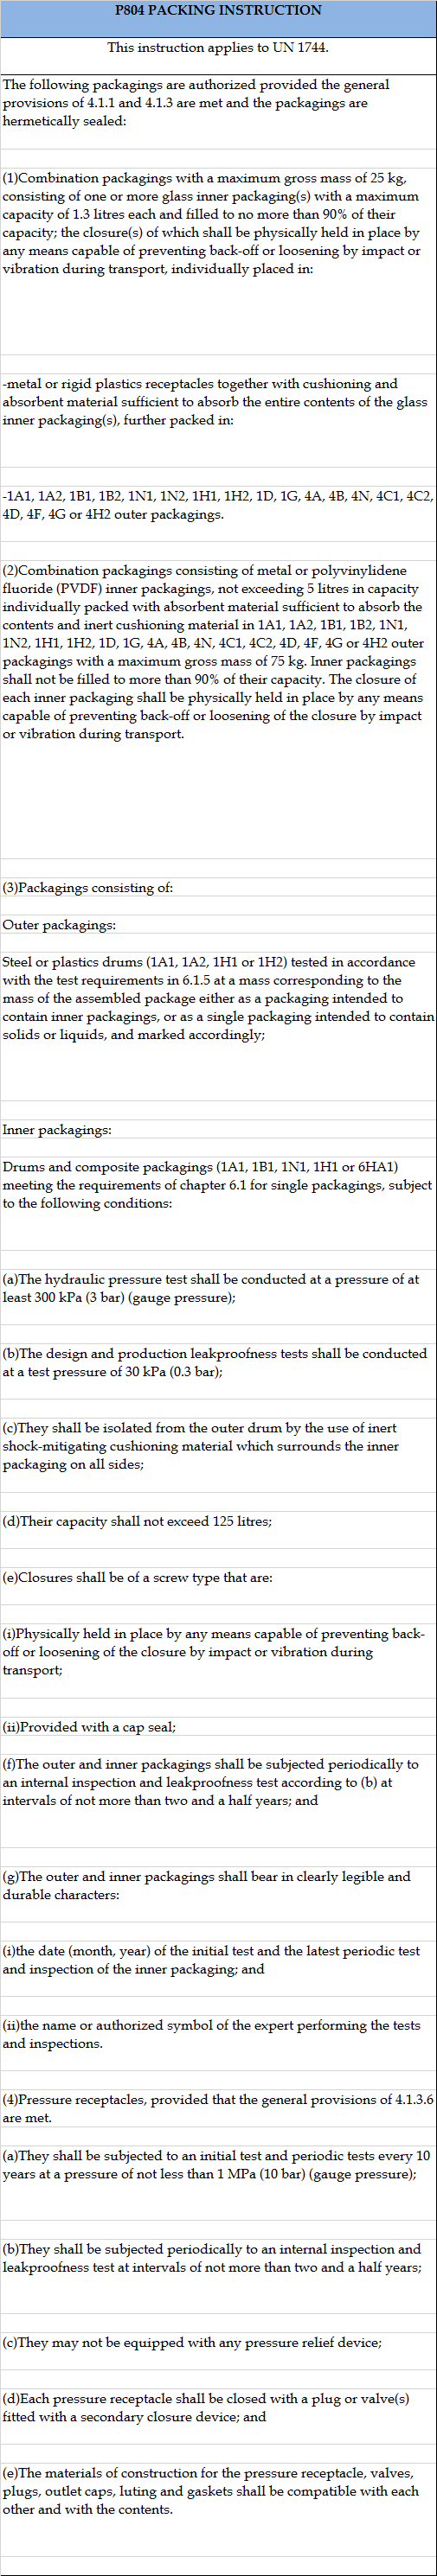 P804 PACKING INSTRUCTION
This instruction applies to UN 1744.
The following packagings are authorized provided the general
provisions of 4.1.1 and 4.1.3 are met and the packagings are
hermetically sealed:
(1)Combination packagings with a maximum gross mass of 25 kg,
consisting of one or more glass inner packaging(s) with a maximum
capacity of 1.3 litres each and filled to no more than 90% of their
capacity; the closure(s) of which shall be physically held in place by
any means capable of preventing back-off or loosening by impact or
vibration during transport, individually placed in:
-metal or rigid plastics receptacles together with cushioning and
absorbent material sufficient to absorb the entire contents of the glass
inner packaging(s), further packed in:
-1A1, 1A2, 1B1, 1B2, 1N1, 1N2, 1H1, 1H2, 1D, 1G, 4A, 4B, 4N, 4C1, 4C2,
4D, 4F, 4G or 4H2 outer packagings.
(2)Combination packagings consisting of metal or polyvinylidene
fluoride (PVDF) inner packagings, not exceeding 5 litres in capacity
individually packed with absorbent material sufficient to absorb the
contents and inert cushioning material in 1A1, 1A2, 1B1, 1B2, 1N1,
1N2, 1H1, 1H2, 1D, 1G, 4A, 4B, 4N, 4C1, 4C2, 4D, 4F, 4G or 4H2 outer
packagings with a maximum gross mass of 75 kg. Inner packagings
shall not be filled to more than 90% of their capacity. The closure of
each inner packaging shall be physically held in place by any means
capable of preventing back-off or loosening of the closure by impact
or vibration during transport.
(3)Packagings consisting of:
Outer packagings:
Steel or plastics drums (1A1, 1A2, 1H1 or 1H2) tested in accordance
with the test requirements in 6.1.5 at a mass corresponding to the
mass of the assembled package either as a packaging intended to
contain inner packagings, or as a single packaging intended to contain
solids or liquids, and marked accordingly;
Inner packagings:
Drums and composite packagings (1A1, 1B1, 1N1, 1H1 or 6HA1)
meeting the requirements of chapter 6.1 for single packagings, subject
to the following conditions:
(a)The hydraulic pressure test shall be conducted at a pressure of at
least 300 kPa (3 bar) (gauge pressure);
(b)The design and production leakproofness tests shall be conducted
at a test pressure of 30 kPa (0.3 bar);
(c)They shall be isolated from the outer drum by the use of inert
shock-mitigating cushioning material which surrounds the inner
packaging on all sides;
(d)Their capacity shall not exceed 125 litres;
(e)Closures shall be of a screw type that are:
(i)Physically held in place by any means capable of preventing back-
off or loosening of the closure by impact or vibration during
transport;
(ii)Provided with a cap seal;
(f)The outer and inner packagings shall be subjected periodically to
an internal inspection and leakproofness test according to (b) at
intervals of not more than two and a half years; and
(g)The outer and inner packagings shall bear in clearly legible and
durable characters:
(i)the date (month, year) of the initial test and the latest periodic test
and inspection of the inner packaging; and
(ii)the name or authorized symbol of the expert performing the tests
and inspections.
(4)Pressure receptacles, provided that the general provisions of 4.1.3.6
are met.
(a)They shall be subjected to an initial test and periodic tests every 10
years at a pressure of not less than 1 MPa (10 bar) (gauge pressure);
(b)They shall be subjected periodically to an internal inspection and
leakproofness test at intervals of not more than two and a half years;
(c)They may not be equipped with any pressure relief device;
(d)Each pressure receptacle shall be closed with a plug or valve(s)
fitted with a secondary closure device; and
(e)The materials of construction for the pressure receptacle, valves,
plugs, outlet caps, luting and gaskets shall be compatible with each
other and with the contents.